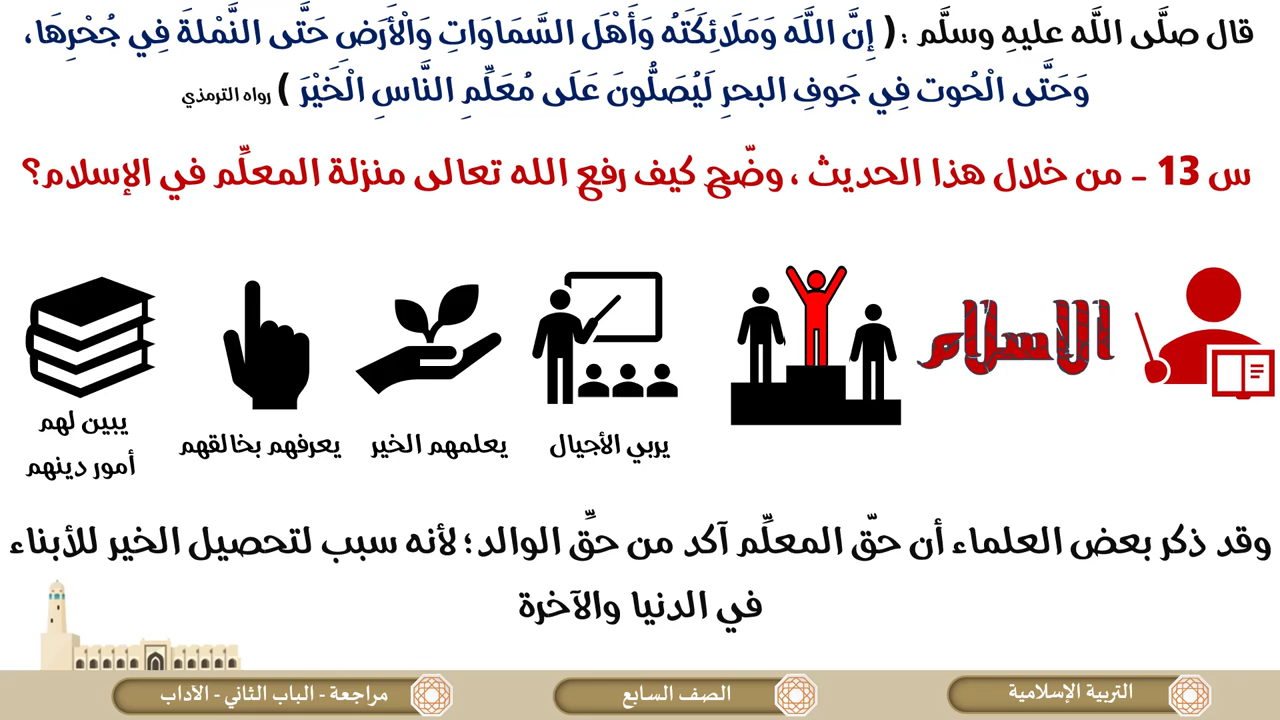 قال صلَّى اللَّه عليهِ وسلَّم : ( إِنَّ اللَّهَ وَمَلَائِكَتَهُ وَأَهْلَ السَّمَاوَاتِ وَالْأَرَضَ حَتَّى النَّمْلةَ فِي جُحْرِهَا،
وَحَتَّى الْحُوت فِي جَوفِ البحرِ لَيُصَلُّونَ عَلَى مُعَلِّمِ النَّاسِ الْخَيْرَ ) رواه الترمذي
س 13 - من خلال هذا الحديث ، وضّح كيف رفع الله تعالى منزلة المعلِّم في الإسلام؟
الاسلام
يربي الأجيال
يعلمهم الخير
يعرفهم بخالقهم
يبين لهم
أمور دينهم
وقد ذكر بعض العلماء أن حقّ المعلِّم آكد من حقِّ الوالد؛ لأنه سبب لتحصيل الخير للأبناء
في الدنيا والآخرة
التربية الإسلامية
الصف السابع
مراجعة - الباب الثاني - الآداب